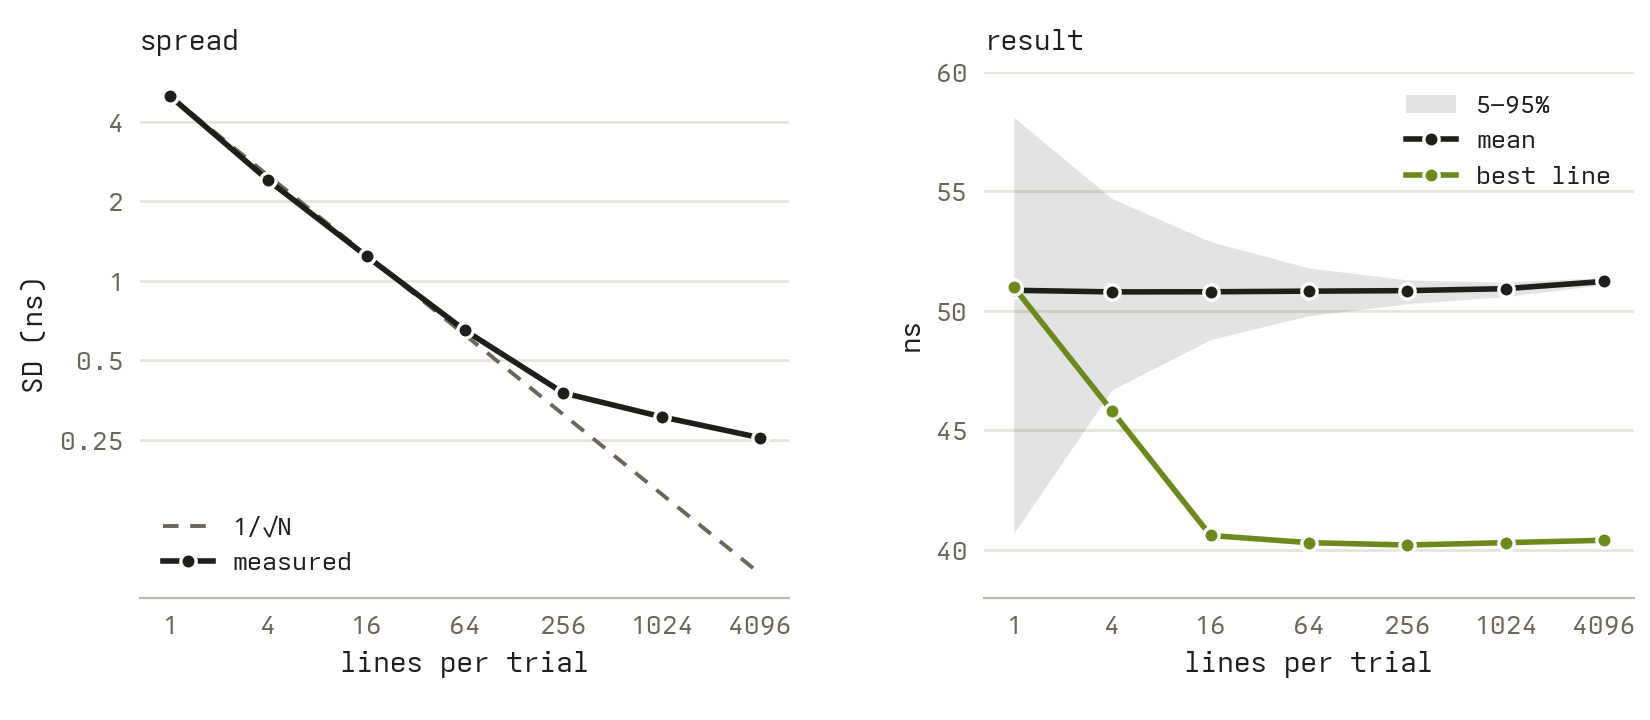 spread
4
2
1
0.5
0.25
SD (ns)
1/√N
measured
1 4 16 64 256 1024 4096
lines per trial
result
60
55
50
45
40
ns
5–95%
mean
best line
1 4 16 64 256 1024 4096
lines per trial